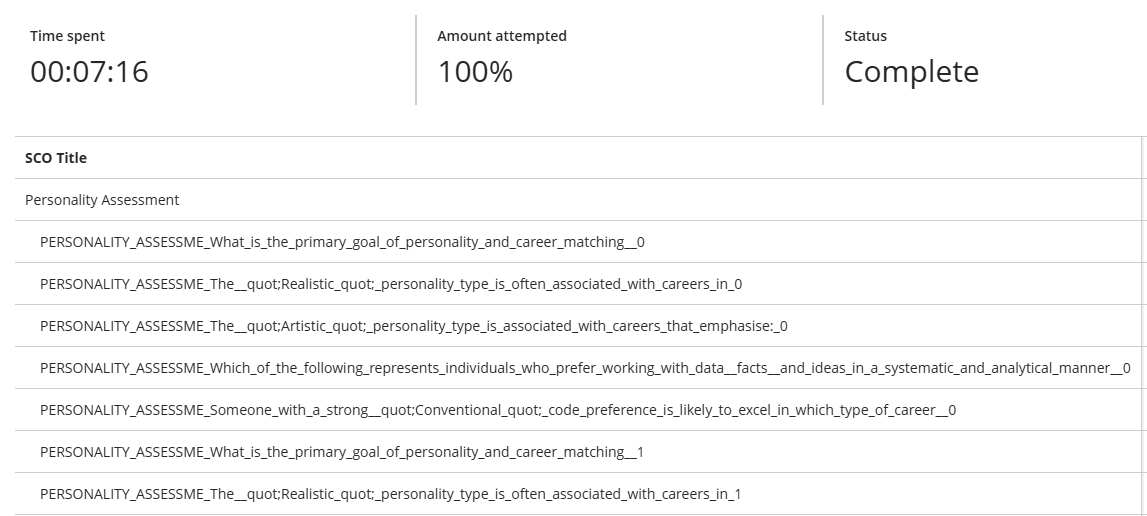 Time spent
Amount attempted
Status
00:07:16
100%
Complete
SCO Title
Personality Assessment
PERSONALITY_ASSESSME_What_is_the_primary_goal_of_personality_and_career_matching__0
PERSONALITY_ASSESSME_The__quot;Realistic_quot;_personality_type_is_often_associated_with_careers_in_0
PERSONALITY_ASSESSME_The__quot;Artistic_quot;_personality_type_is_associated_with_careers_that_emphasise:_0
PERSONALITY_ASSESSME_Which_of_the_following_represents_individuals_who_prefer_working_with_data__facts__and_ideas_in_a_systematic_and_analytical_manner__0
PERSONALITY_ASSESSME_Someone_with_a_strong__quot;Conventional_quot;_code_preference_is_likely_to_excel_in_which_type_of_career__0
PERSONALITY_ASSESSME_What_is_the_primary_goal_of_personality_and_career_matching__1
PERSONALITY_ASSESSME_The__quot;Realistic_quot;_personality_type_is_often_associated_with_careers_in_1